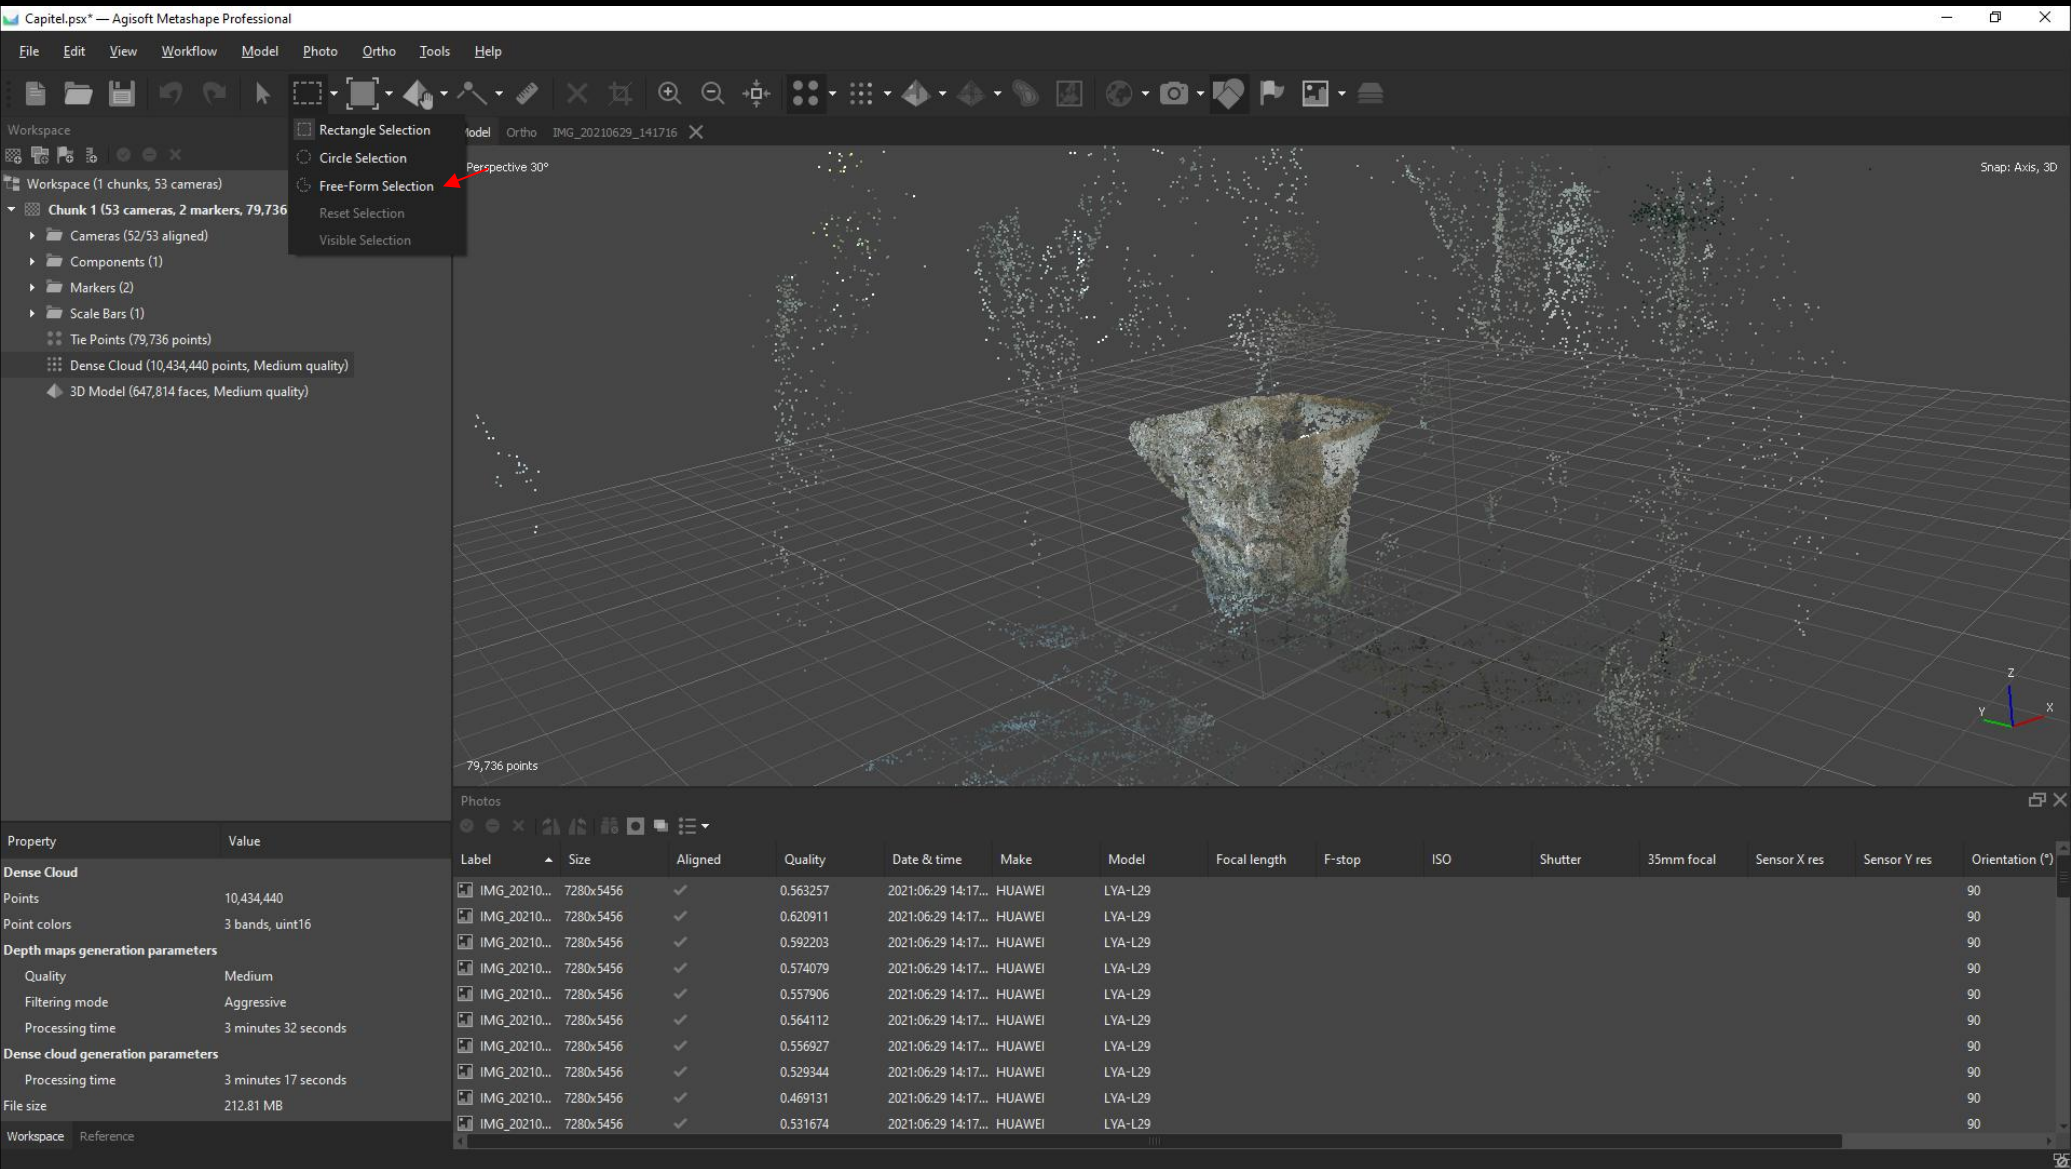 Capitel.psx* — Agisoft Metashape Professional
File Edit View Workflow Model Photo Ortho Tools Help
Workspace
Rectangle Selection
Circle Selection
Free-Form Selection
Reset Selection
Visible Selection
Model Ortho IMG_20210629_141716
Workspace (1 chunks, 53 cameras)
Chunk 1 (53 cameras, 2 markers, 79,736
Cameras (52/53 aligned)
Components (1)
Markers (2)
Scale Bars (1)
Tie Points (79,736 points)
Dense Cloud (10,434,440 points, Medium quality)
3D Model (647,814 faces, Medium quality)
Perspective 30°
Snap: Axis, 3D
Z
Y
X
79,736 points
Property Value
Dense Cloud
Points 10,434,440
Point colors 3 bands, uint16
Depth maps generation parameters
Quality Medium
Filtering mode Aggressive
Processing time 3 minutes 32 seconds
Dense cloud generation parameters
Processing time 3 minutes 17 seconds
File size 212.81 MB
Workspace Reference
Photos
Label Size Aligned Quality Date & time Make Model Focal length F-stop ISO Shutter 35mm focal Sensor X res Sensor Y res Orientation (°)
IMG_20210... 7280x5456 0.563257 2021:06:29 14:17... HUAWEI LYA-L29 90
IMG_20210... 7280x5456 0.620911 2021:06:29 14:17... HUAWEI LYA-L29 90
IMG_20210... 7280x5456 0.592203 2021:06:29 14:17... HUAWEI LYA-L29 90
IMG_20210... 7280x5456 0.574079 2021:06:29 14:17... HUAWEI LYA-L29 90
IMG_20210... 7280x5456 0.557906 2021:06:29 14:17... HUAWEI LYA-L29 90
IMG_20210... 7280x5456 0.564112 2021:06:29 14:17... HUAWEI LYA-L29 90
IMG_20210... 7280x5456 0.556927 2021:06:29 14:17... HUAWEI LYA-L29 90
IMG_20210... 7280x5456 0.529344 2021:06:29 14:17... HUAWEI LYA-L29 90
IMG_20210... 7280x5456 0.469131 2021:06:29 14:17... HUAWEI LYA-L29 90
IMG_20210... 7280x5456 0.531674 2021:06:29 14:17... HUAWEI LYA-L29 90